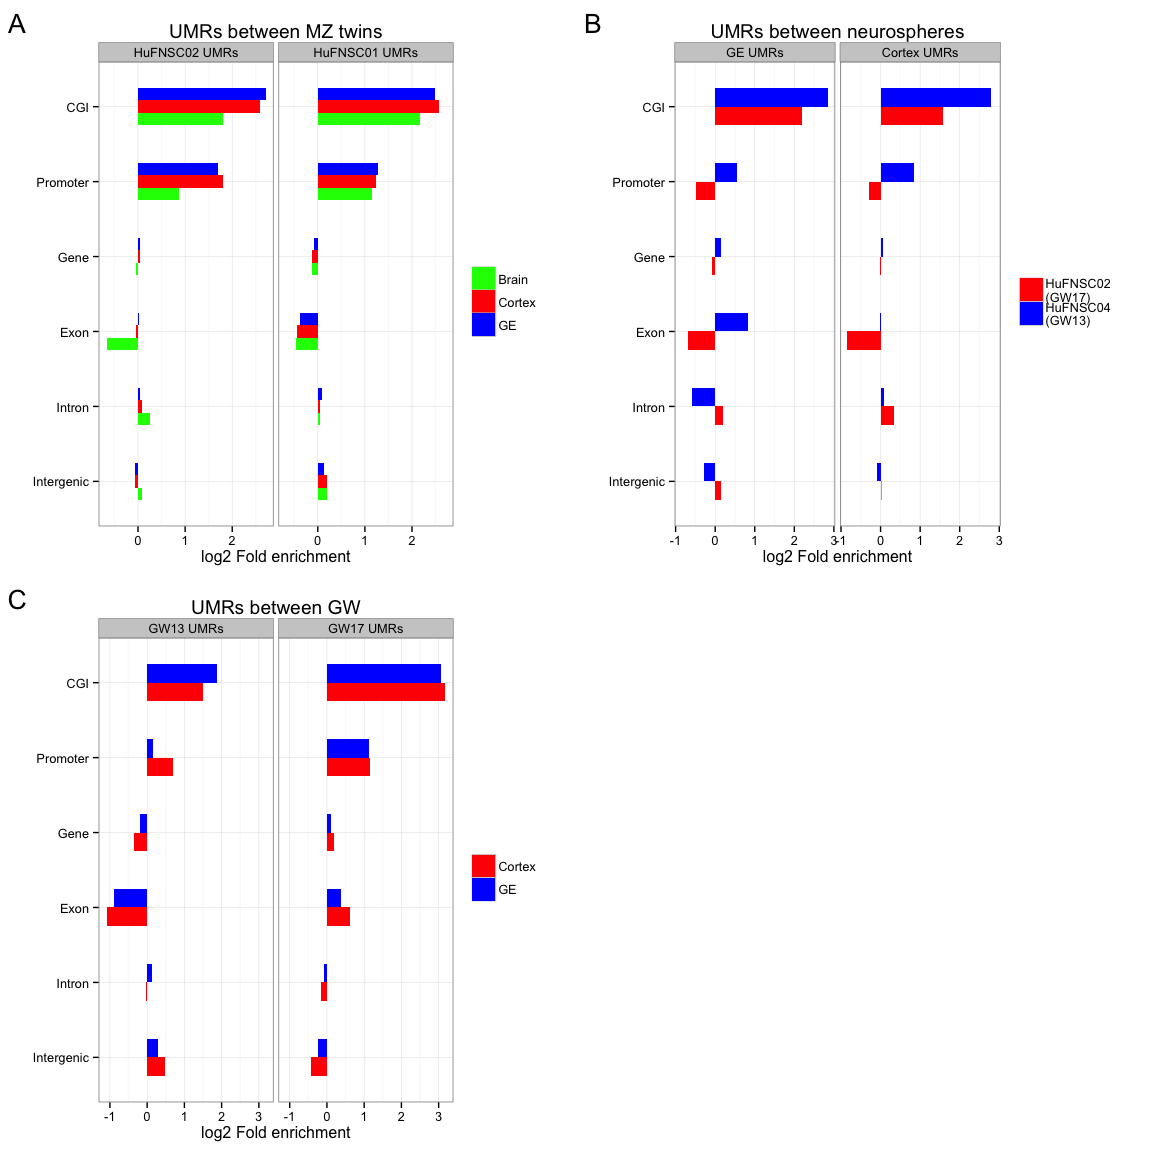 A
UMRs between MZ twins
HuFNSC02 UMRs
HuFNSC01 UMRs
CGI
Promoter
Gene
Exon
Intron
Intergenic
0
1
2
0
1
2
log2 Fold enrichment
Brain
Cortex
GE
B
UMRs between neurospheres
GE UMRs
Cortex UMRs
CGI
Promoter
Gene
Exon
Intron
Intergenic
-1
0
1
2
3
-1
0
1
2
3
log2 Fold enrichment
HuFNSC02
(GW17)
HuFNSC04
(GW13)
C
UMRs between GW
GW13 UMRs
GW17 UMRs
CGI
Promoter
Gene
Exon
Intron
Intergenic
-1
0
1
2
3
-1
0
1
2
3
log2 Fold enrichment
Cortex
GE